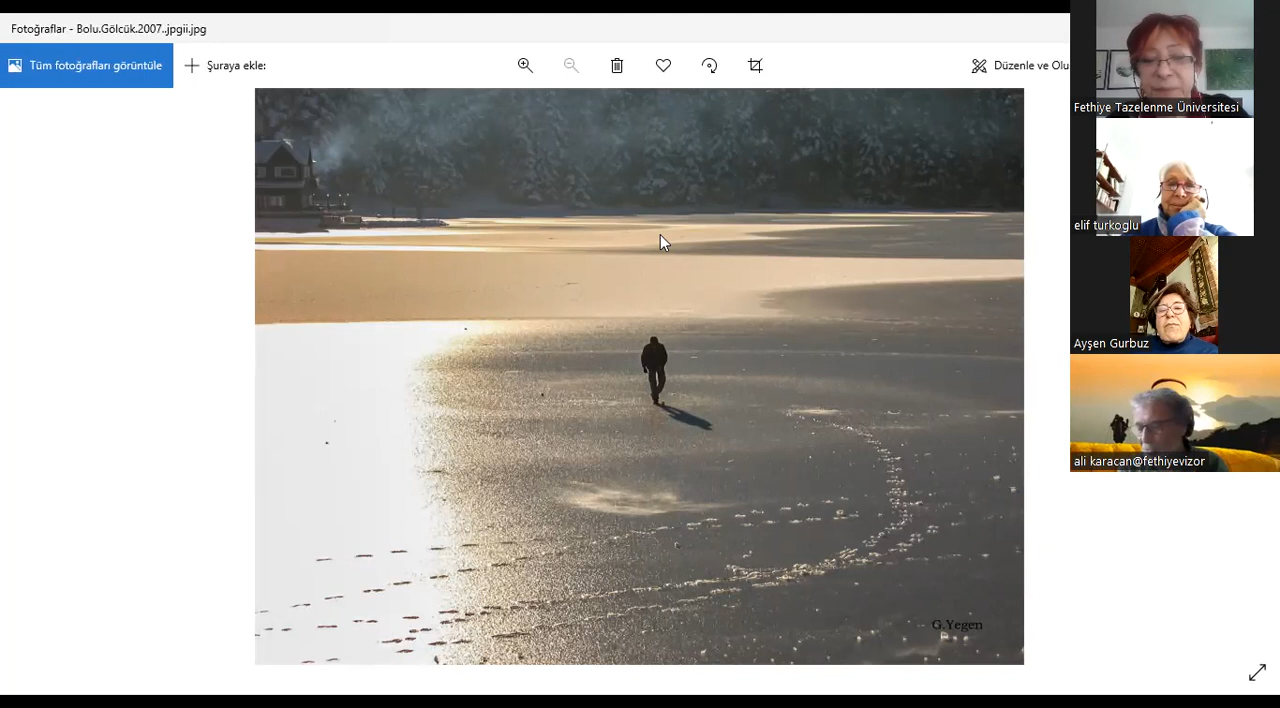 Fotoğraflar - Bolu.Gölcük.2007..jpgii.jpg
Tüm fotoğrafları görüntüle
Şuraya ekle:
Düzenle ve Olu
Fethiye Tazelenme Üniversitesi
elif turkoglu
Ayşen Gurbuz
ali karacan@fethiyevizor
G.Yegen